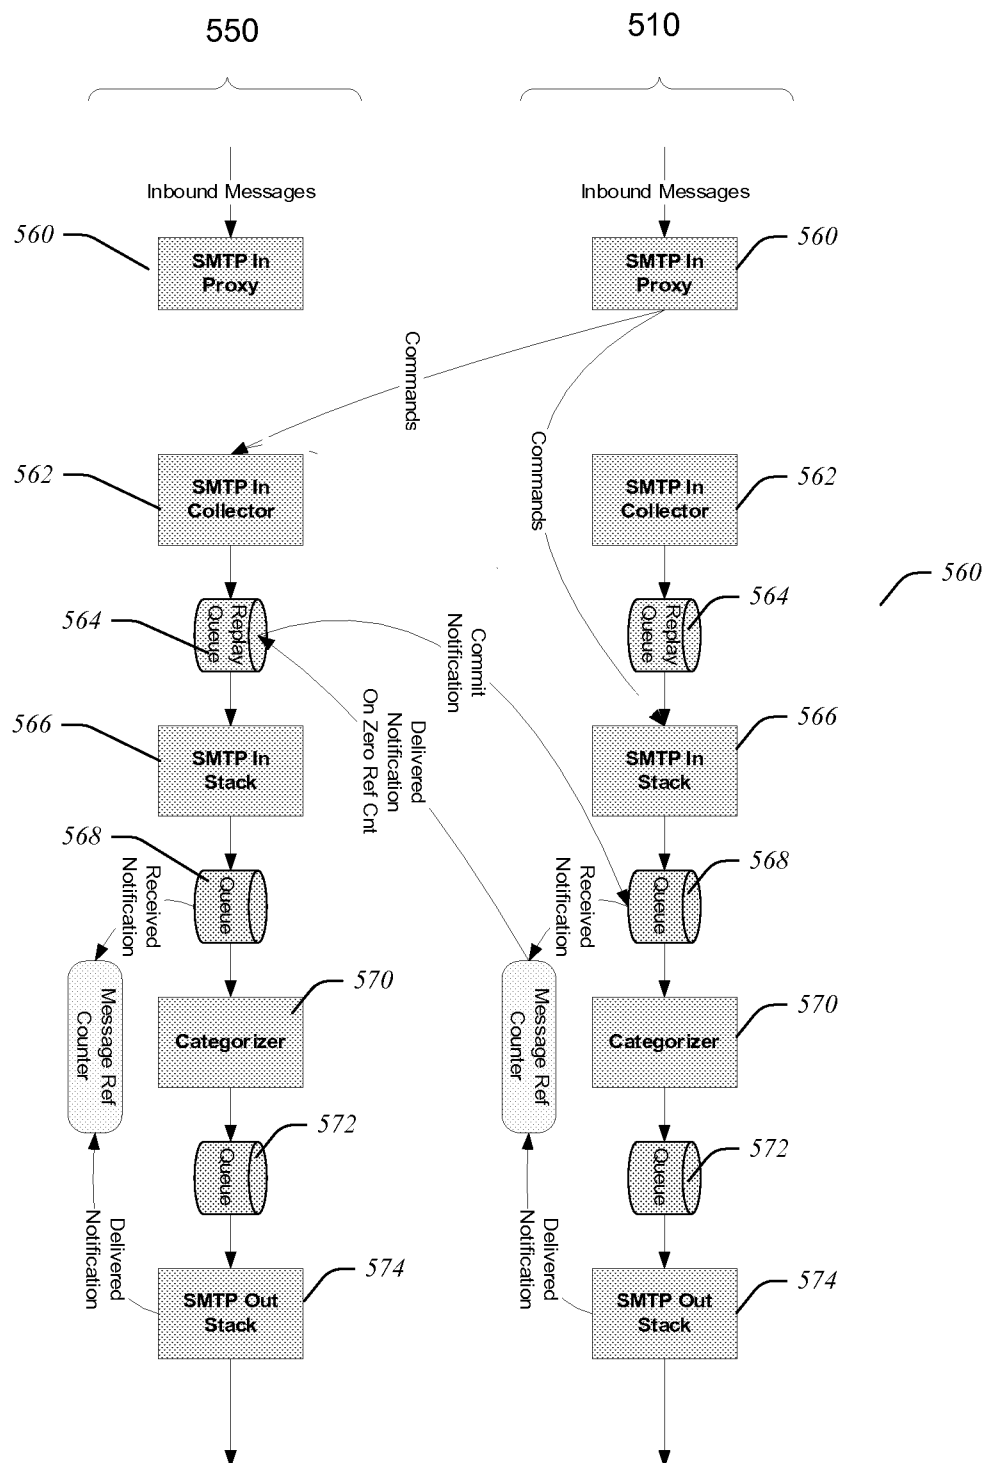 550
510
Inbound Messages
Inbound Messages
560
SMTP In
Proxy
SMTP In
Proxy
560
Commands
Commands
562
SMTP In
Collector
SMTP In
Collector
562
560
564
Replay
Queue
Commit
Notification
Replay
Queue
564
Delivered
Notification
On Zero Ref Cnt
566
SMTP In
Stack
SMTP In
Stack
566
568
Queue
Received
Notification
Queue
568
Received
Notification
570
Categorizer
Message Ref
Counter
Categorizer
570
Message Ref
Counter
572
Queue
Queue
572
Delivered
Notification
574
SMTP Out
Stack
Delivered
Notification
SMTP Out
Stack
574